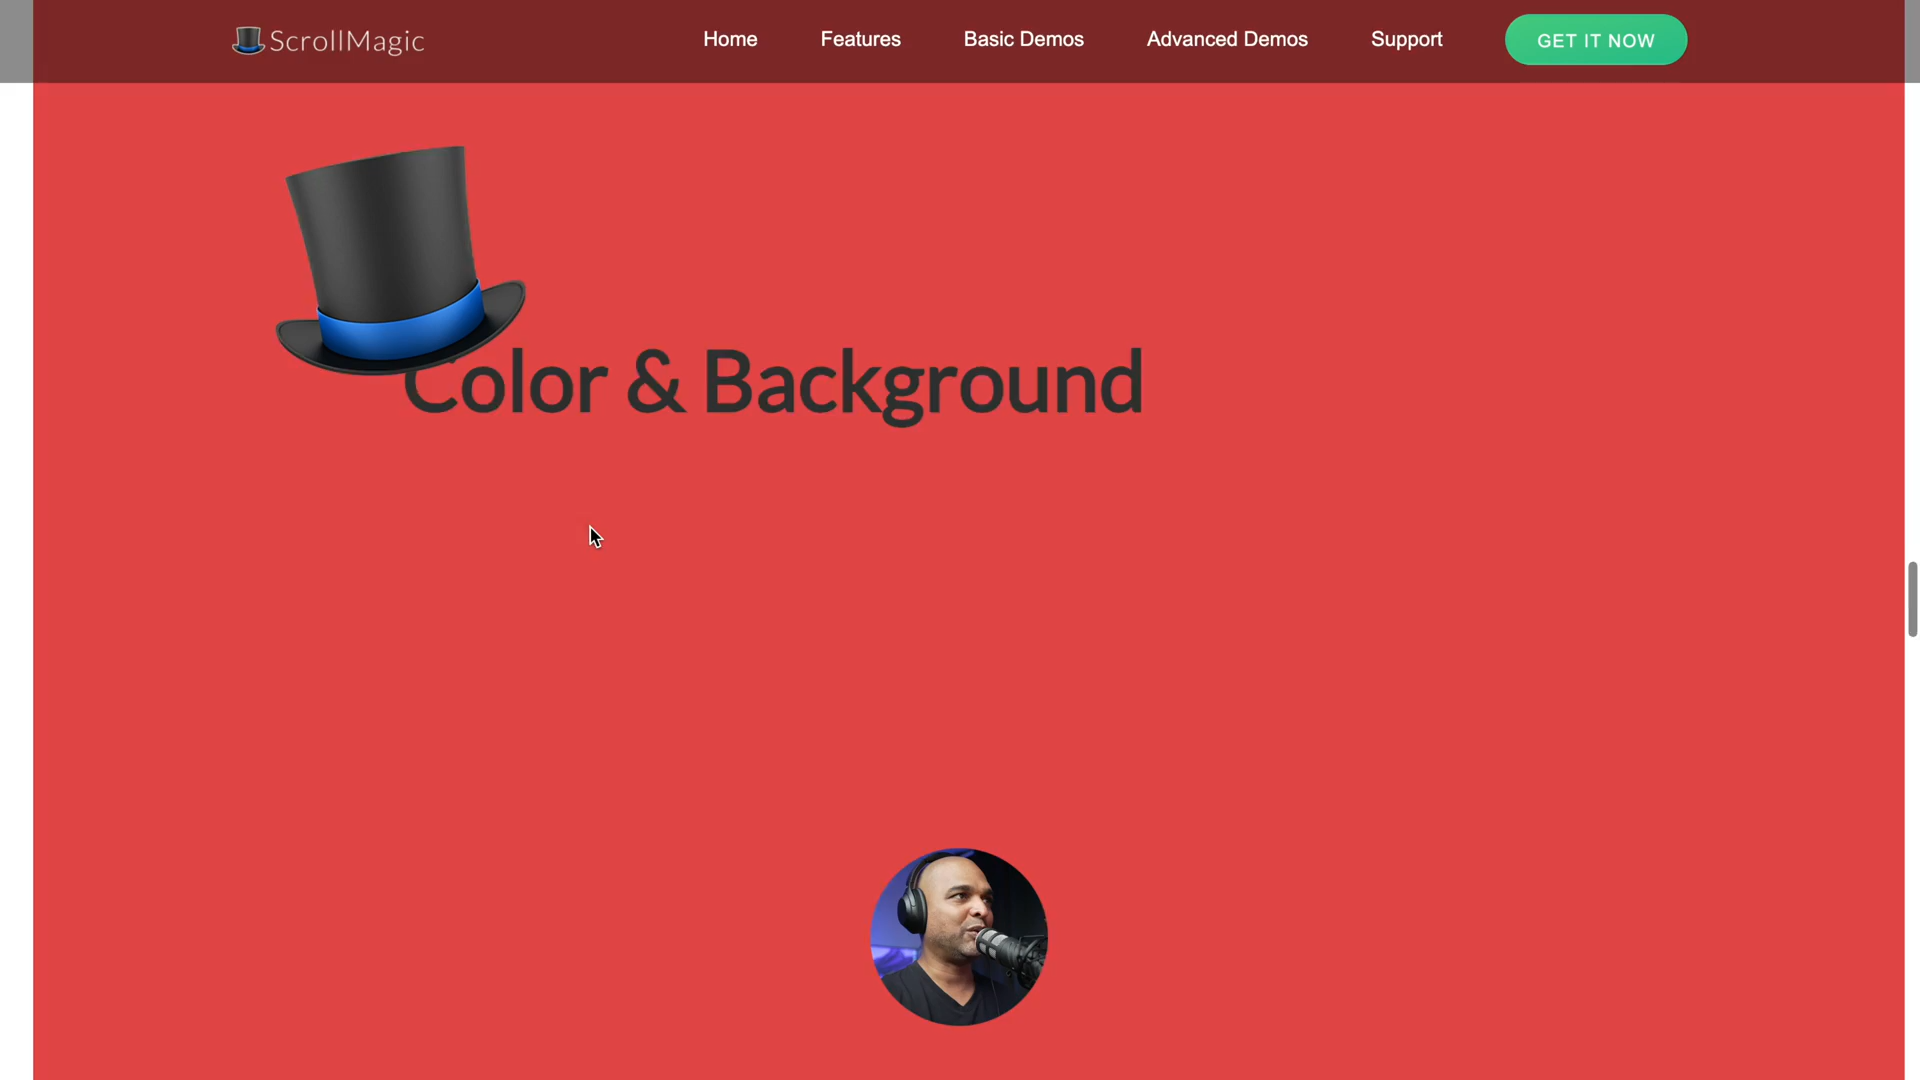 ScrollMagic
Home
Features
Basic Demos
Advanced Demos
Support
GET IT NOW
Color & Background